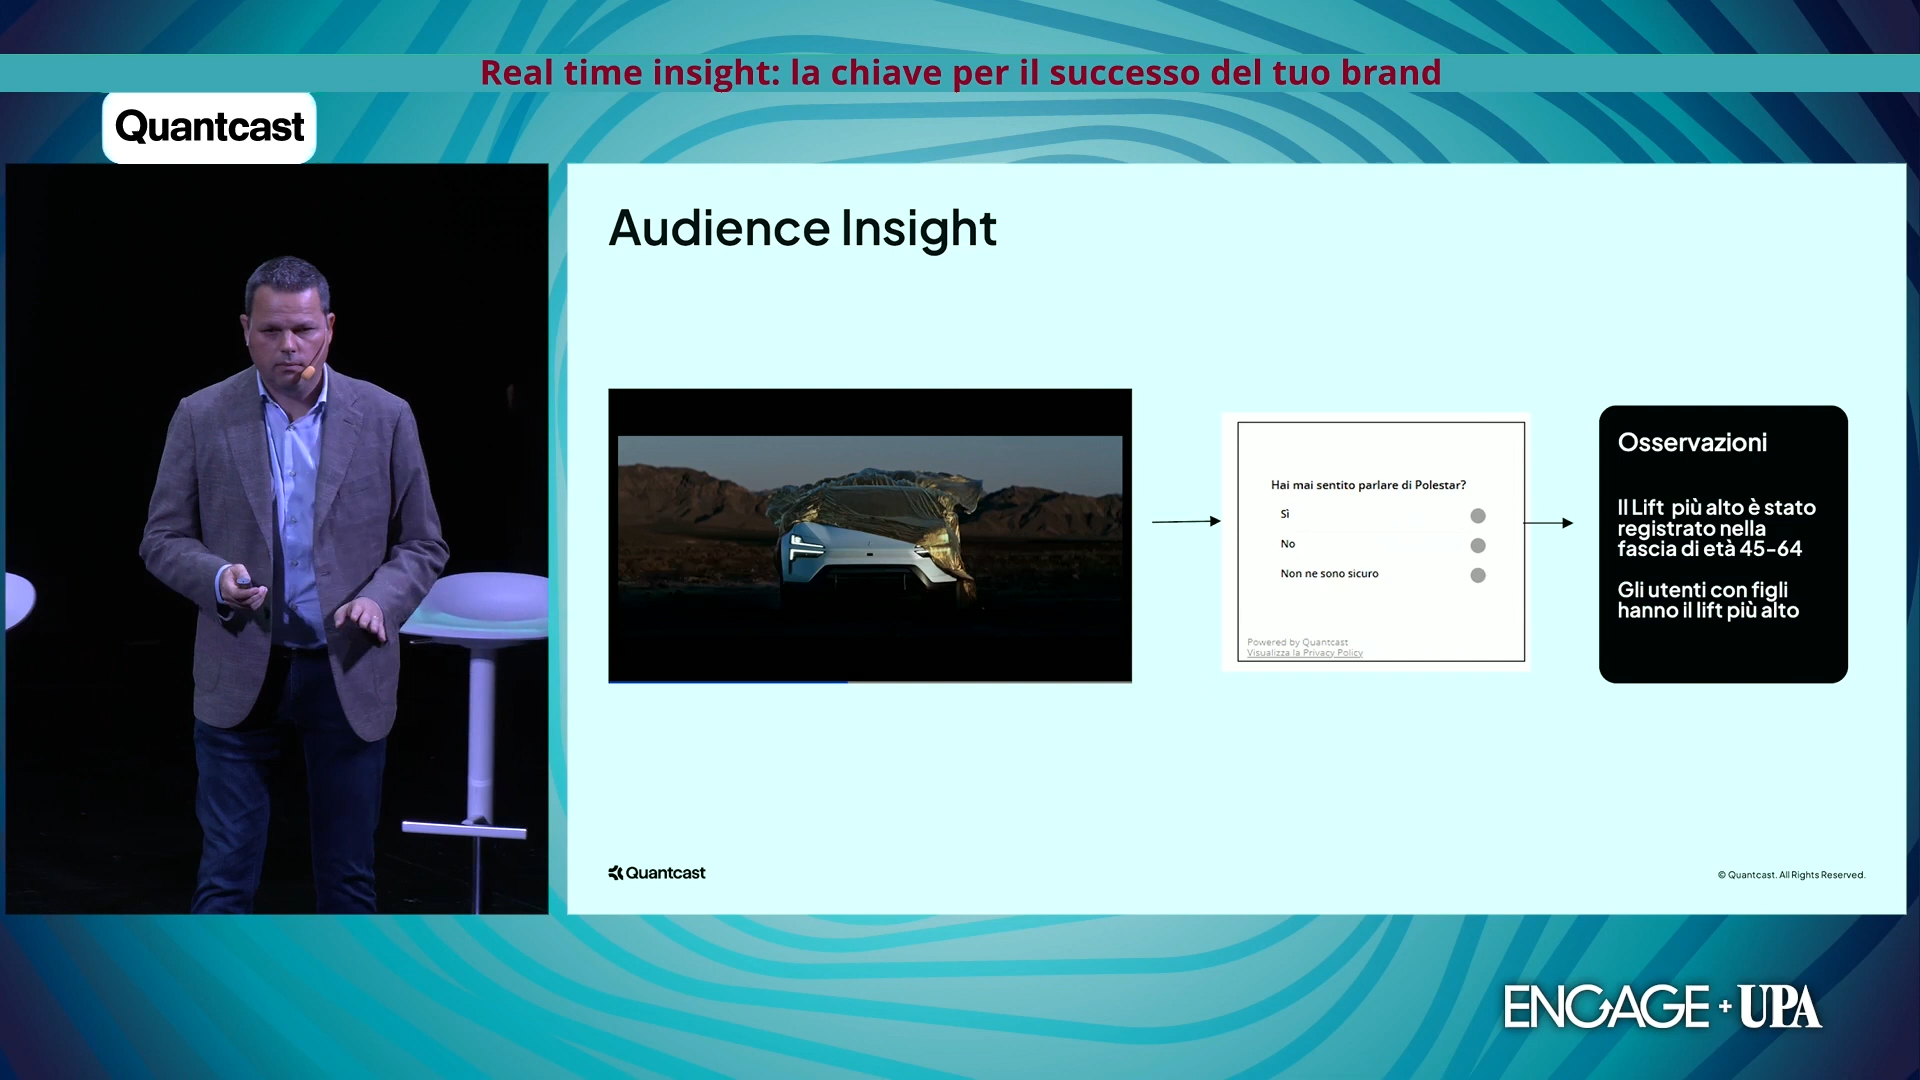 Real time insight: la chiave per il successo del tuo brand
Quantcast
Audience Insight
Hai mai sentito parlare di Polestar?
Sì
No
Non ne sono sicuro
Powered by Quantcast
Visualizza la Privacy Policy
Osservazioni
Il Lift più alto è stato
registrato nella
fascia di età 45-64
Gli utenti con figli
hanno il lift più alto
Quantcast
© Quantcast. All Rights Reserved.
ENGAGE + UPA